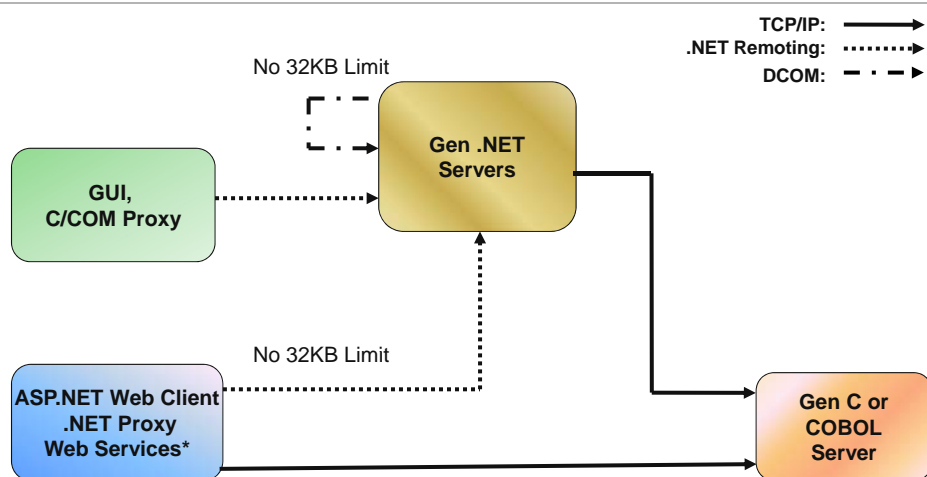 TCP/IP:
.NET Remoting:
DCOM:
No 32KB Limit
Gen .NET
Servers
GUI,
C/COM Proxy
No 32KB Limit
ASP.NET Web Client
.NET Proxy
Web Services*
Gen C or
COBOL
Server